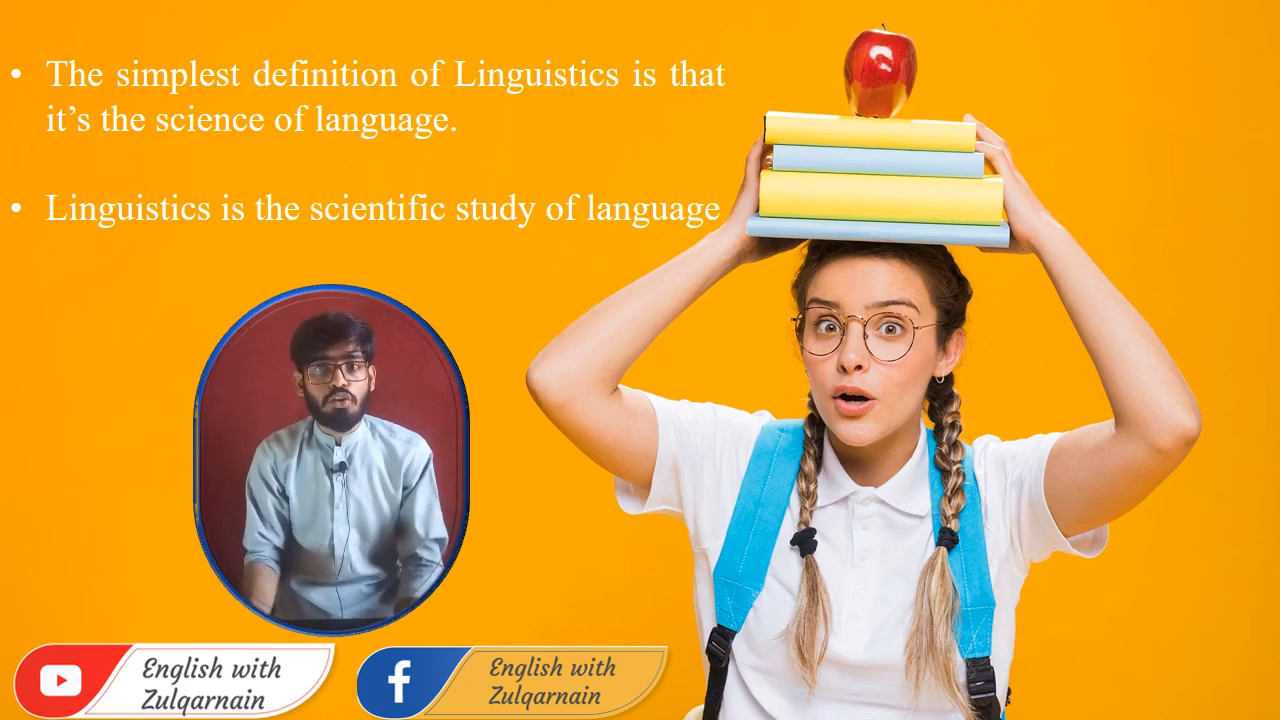 • The simplest definition of Linguistics is that
it’s the science of language.
• Linguistics is the scientific study of language
English with
Zulqarnain
English with
Zulqarnain